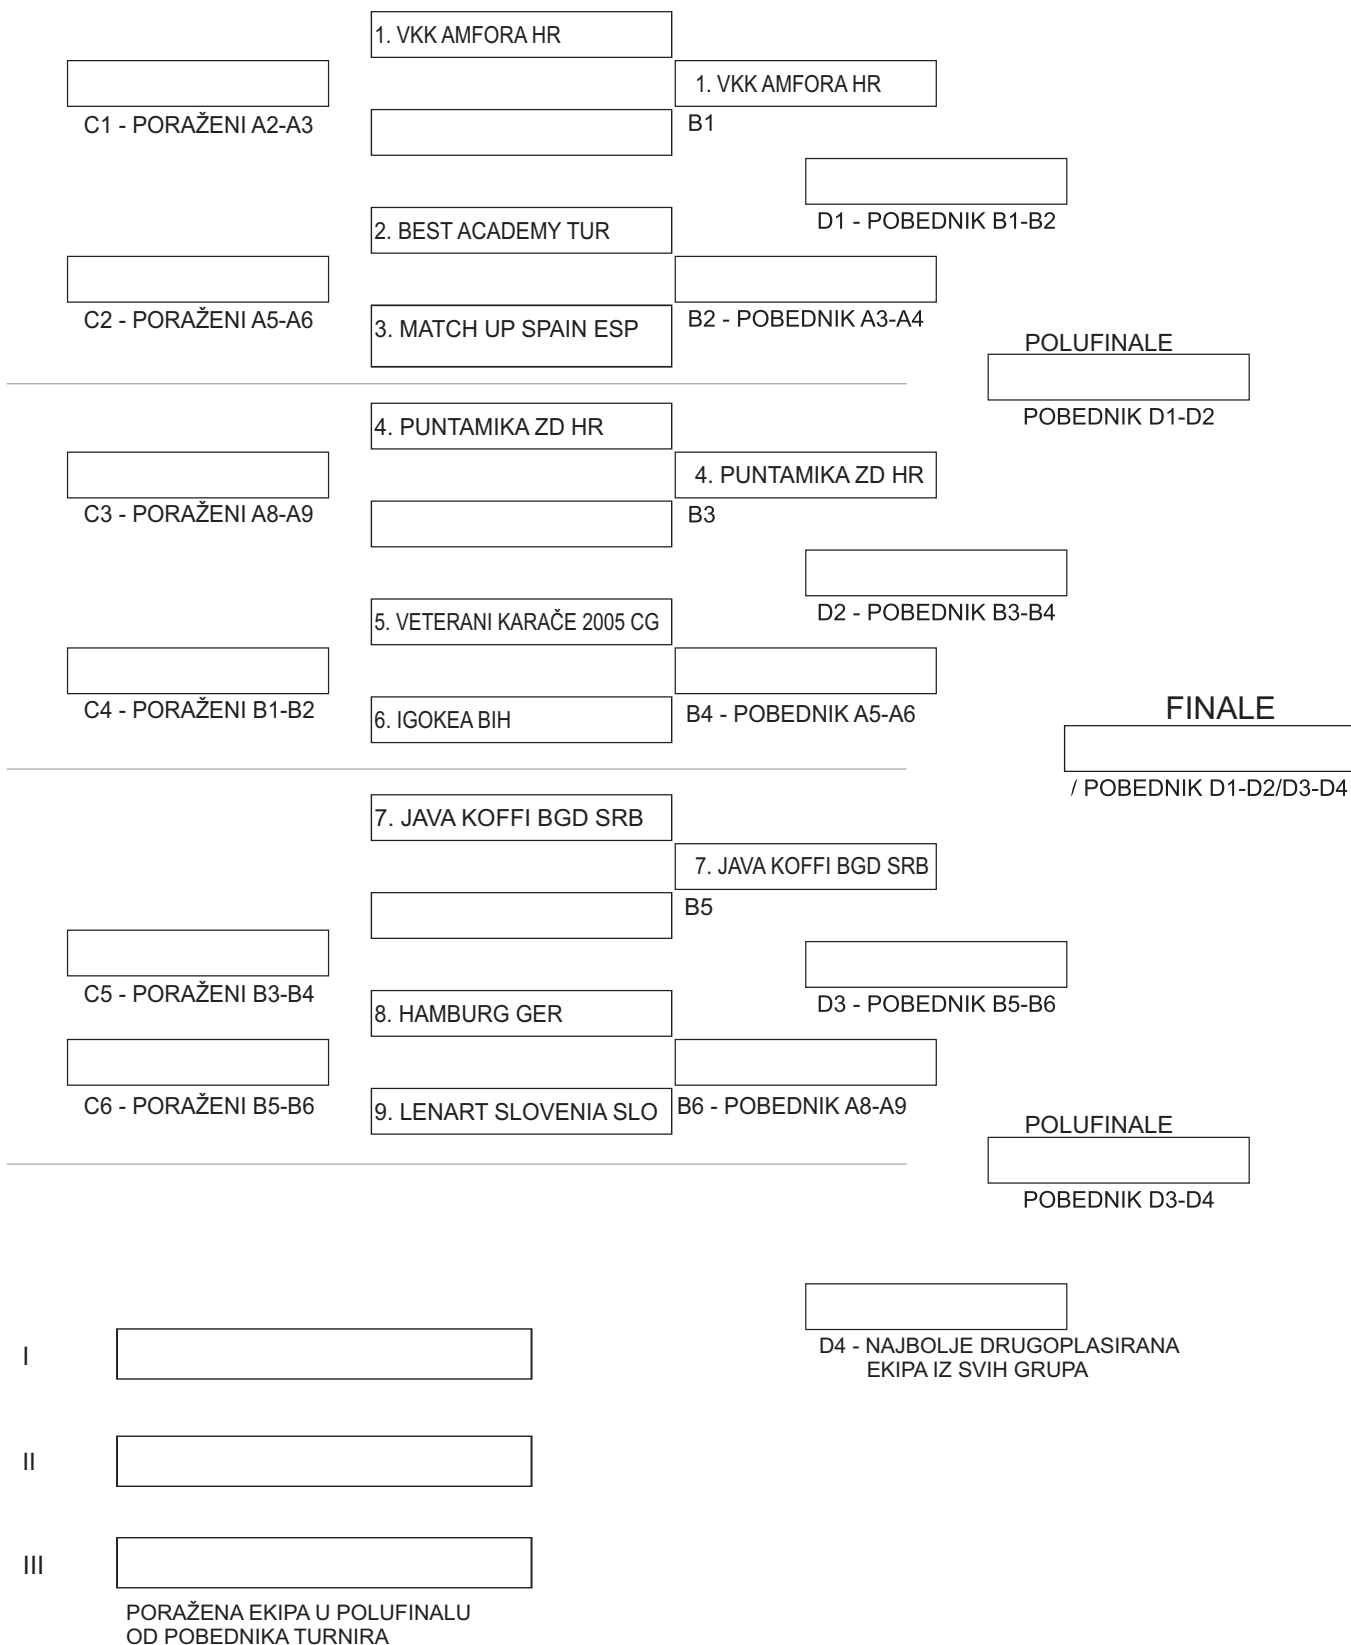 1. VKK AMFORA HR
1. VKK AMFORA HR
C1 - PORAŽENI A2-A3
B1
2. BEST ACADEMY TUR
D1 - POBEDNIK B1-B2
C2 - PORAŽENI A5-A6
3. MATCH UP SPAIN ESP
B2 - POBEDNIK A3-A4
POLUFINALE
POBEDNIK D1-D2
4. PUNTAMIKA ZD HR
4. PUNTAMIKA ZD HR
C3 - PORAŽENI A8-A9
B3
5. VETERANI KARAČE 2005 CG
D2 - POBEDNIK B3-B4
C4 - PORAŽENI B1-B2
6. IGOKEA BIH
B4 - POBEDNIK A5-A6
FINALE
/ POBEDNIK D1-D2/D3-D4
7. JAVA KOFFI BGD SRB
7. JAVA KOFFI BGD SRB
B5
C5 - PORAŽENI B3-B4
8. HAMBURG GER
D3 - POBEDNIK B5-B6
C6 - PORAŽENI B5-B6
9. LENART SLOVENIA SLO
B6 - POBEDNIK A8-A9
POLUFINALE
POBEDNIK D3-D4
D4 - NAJBOLJE DRUGOPLASIRANA
EKIPA IZ SVIH GRUPA
I
II
III
PORAŽENA EKIPA U POLUFINALU
OD POBEDNIKA TURNIRA